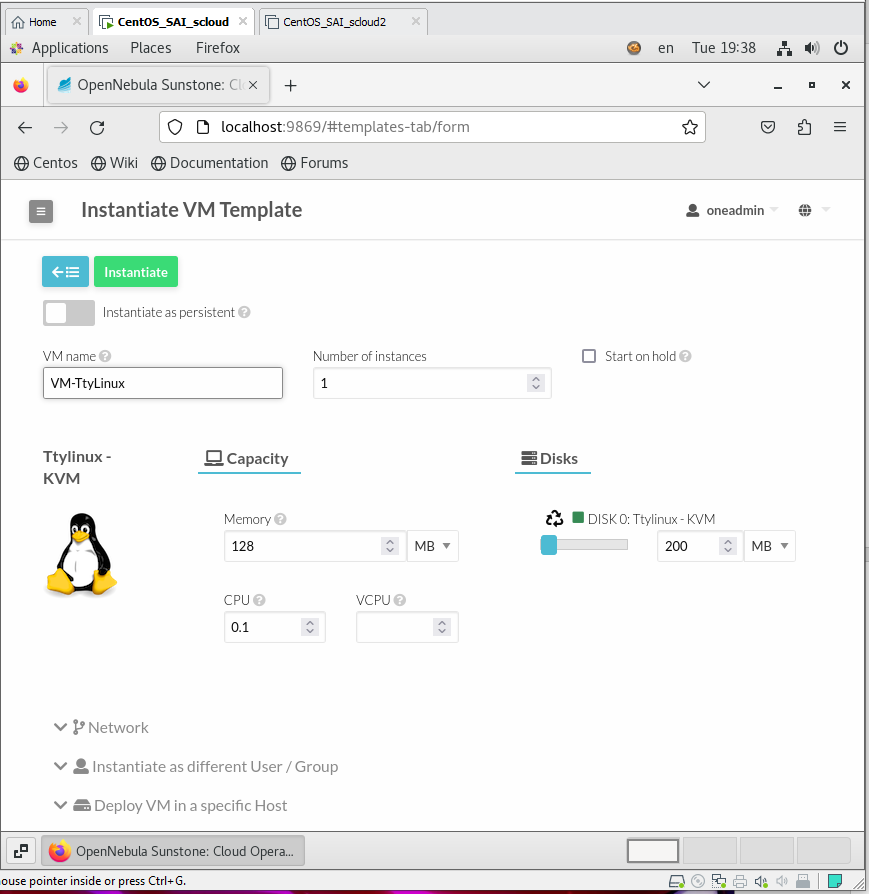 Home CentOS_SAI_scloud CentOS_SAI_scloud2
Applications Places Firefox en Tue 19:38
OpenNebula Sunstone: Cl
localhost:9869/#templates-tab/form
Centos Wiki Documentation Forums
Instantiate VM Template oneadmin
Instantiate
Instantiate as persistent
VM name Number of instances Start on hold
VM-TtyLinux 1
Ttylinux - KVM
Capacity
Disks
Memory
128 MB
DISK 0: Ttylinux - KVM
200 MB
CPU VCPU
0.1
Network
Instantiate as different User / Group
Deploy VM in a specific Host
OpenNebula Sunstone: Cloud Opera...
ouse pointer inside or press Ctrl+G.